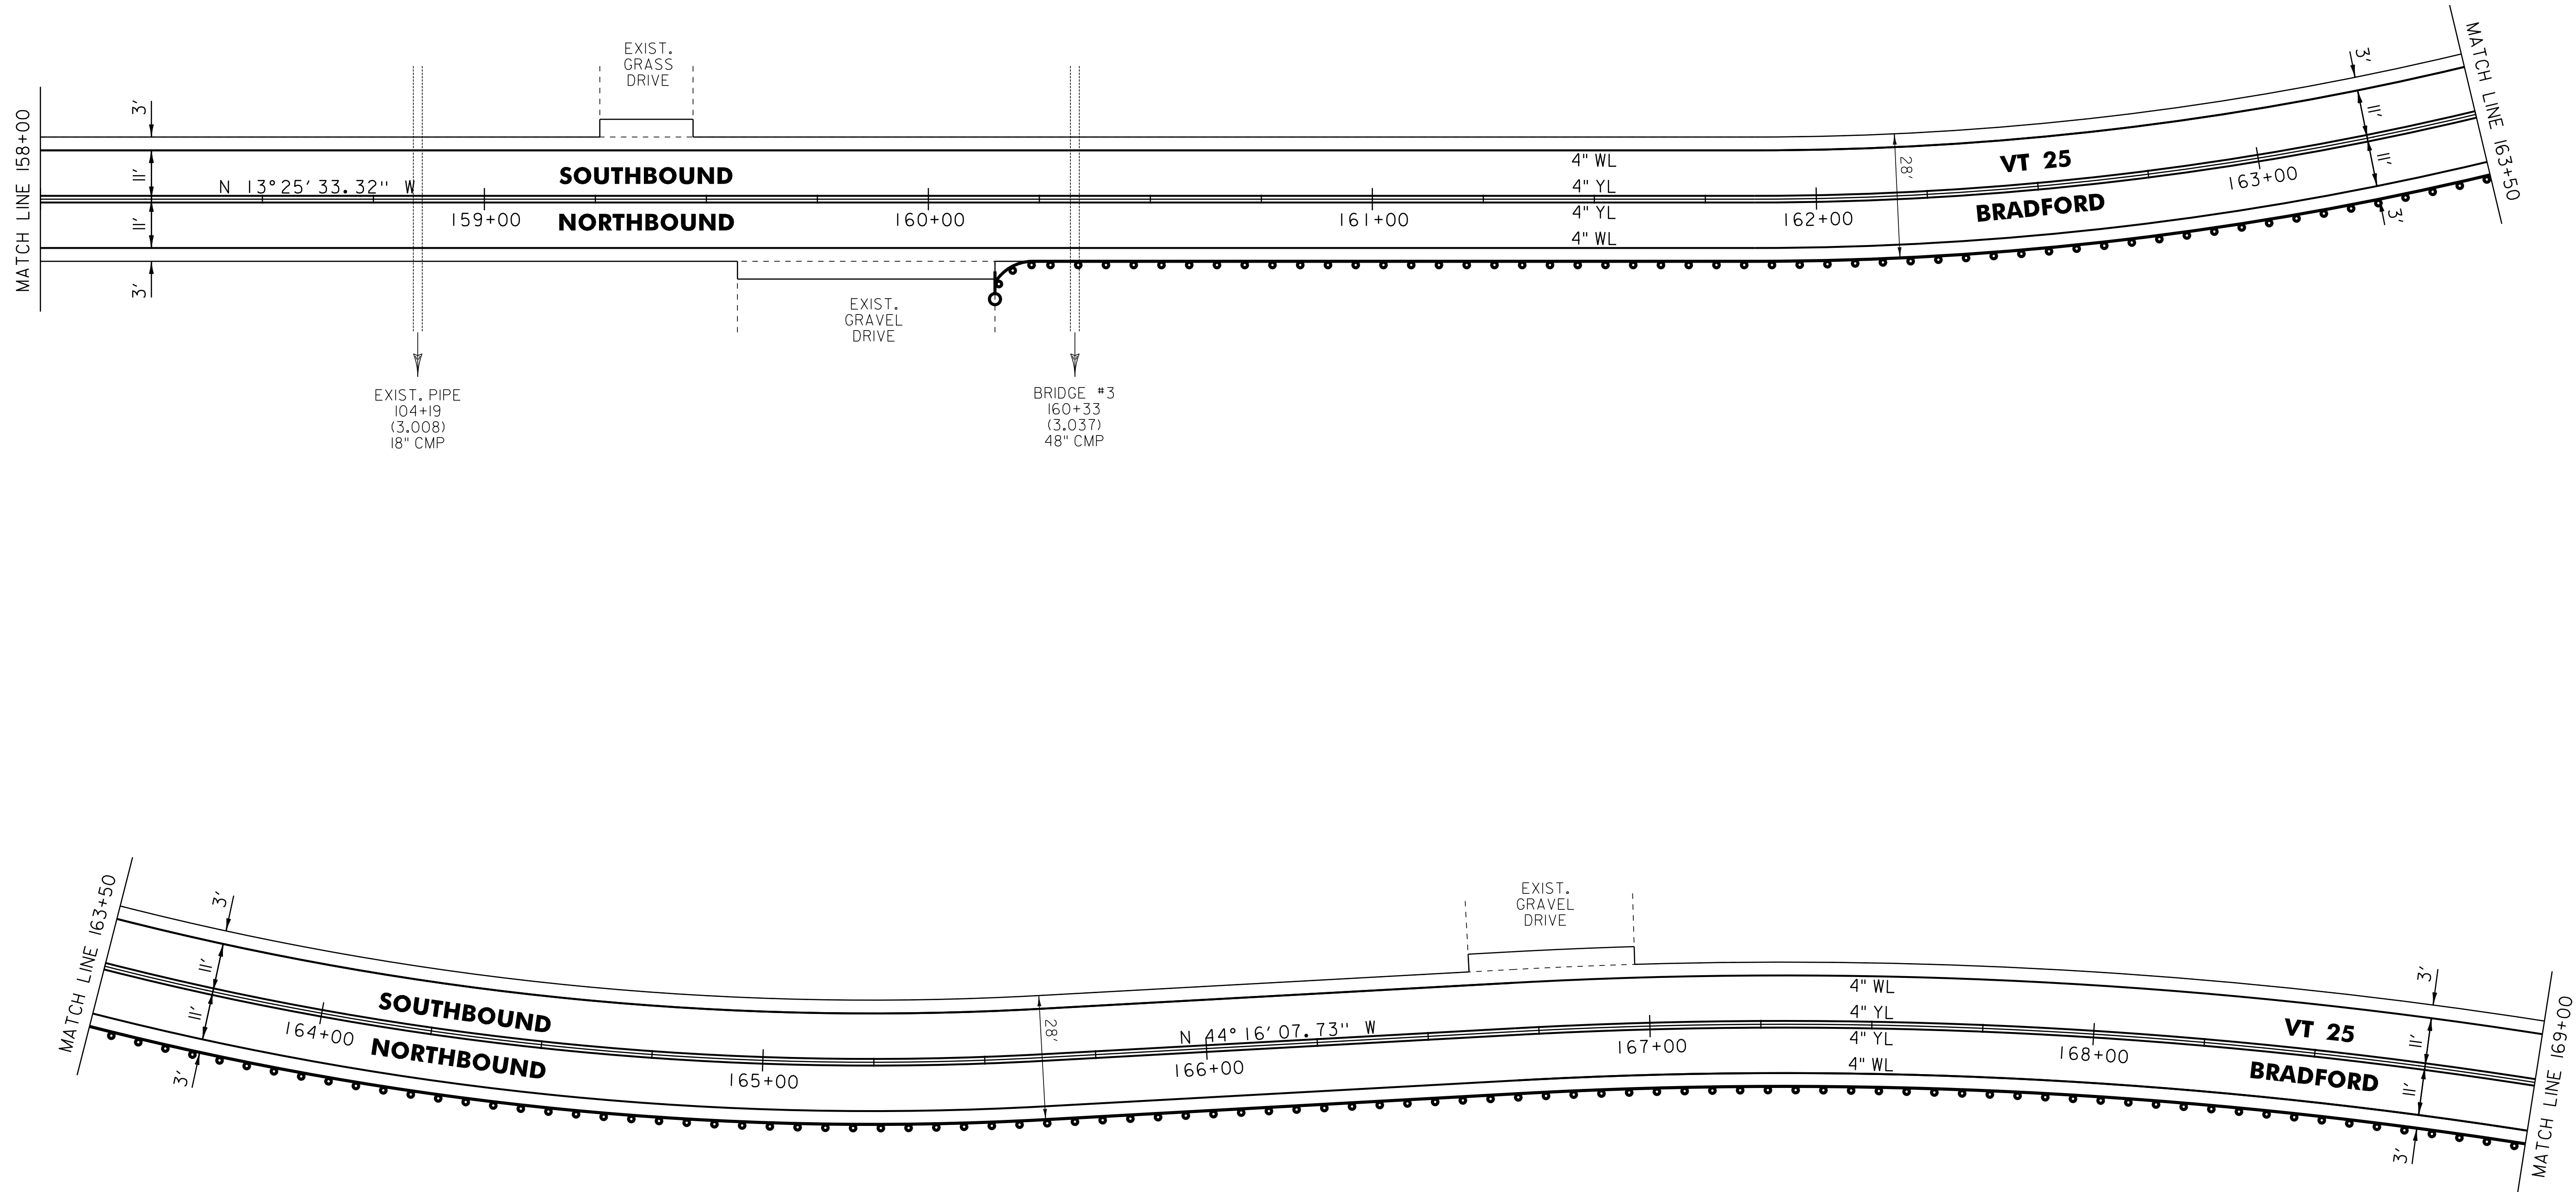 EXIST.
GRASS
DRIVE
MATCH LINE 158+00
3'
11'
11'
3'
N 13°25'33.32" W
SOUTHBOUND
NORTHBOUND
159+00
160+00
161+00
162+00
163+00
4" WL
4" YL
4" YL
4" WL
28'
VT 25
BRADFORD
3'
11'
11'
3'
MATCH LINE 163+50
EXIST.
GRAVEL
DRIVE
EXIST. PIPE
104+19
(3.008)
18" CMP
BRIDGE #3
160+33
(3.037)
48" CMP
MATCH LINE 163+50
3'
11'
11'
3'
SOUTHBOUND
NORTHBOUND
164+00
165+00
28'
N 44°16'07.73" W
166+00
EXIST.
GRAVEL
DRIVE
167+00
4" WL
4" YL
4" YL
4" WL
168+00
VT 25
BRADFORD
3'
11'
11'
3'
MATCH LINE 169+00